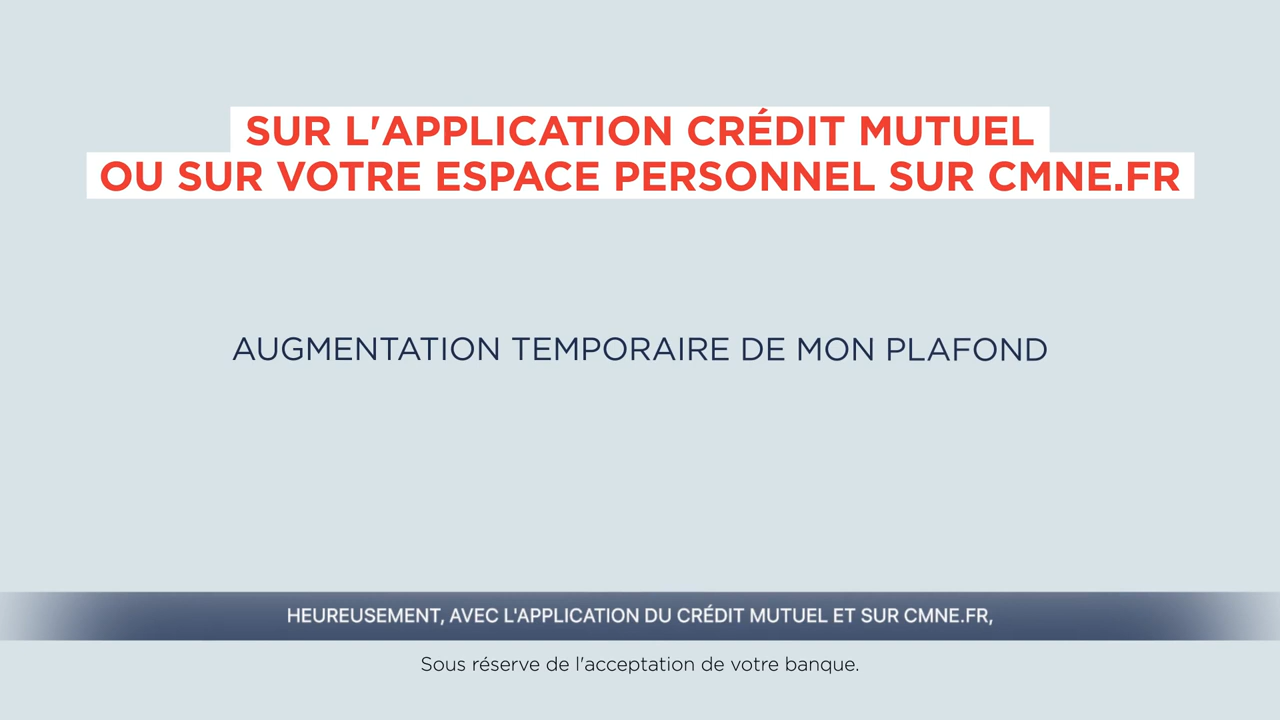 SUR L'APPLICATION CRÉDIT MUTUEL
OU SUR VOTRE ESPACE PERSONNEL SUR CMNE.FR
AUGMENTATION TEMPORAIRE DE MON PLAFOND
HEUREUSEMENT, AVEC L'APPLICATION DU CRÉDIT MUTUEL ET SUR CMNE.FR,
Sous réserve de l'acceptation de votre banque.